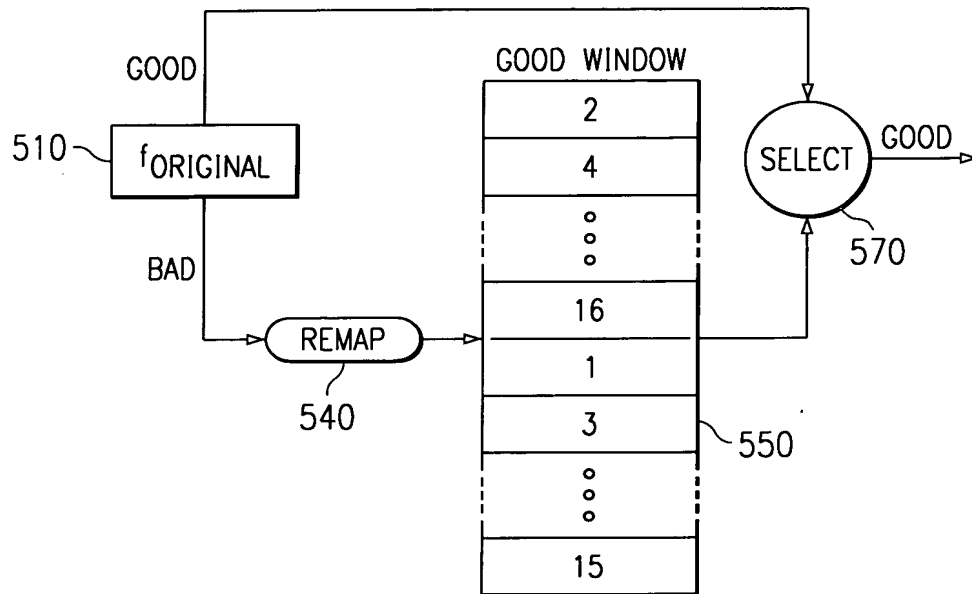 GOOD
GOOD WINDOW
510
fORIGINAL
2
4
SELECT
GOOD
570
BAD
16
REMAP
1
540
3
550
15